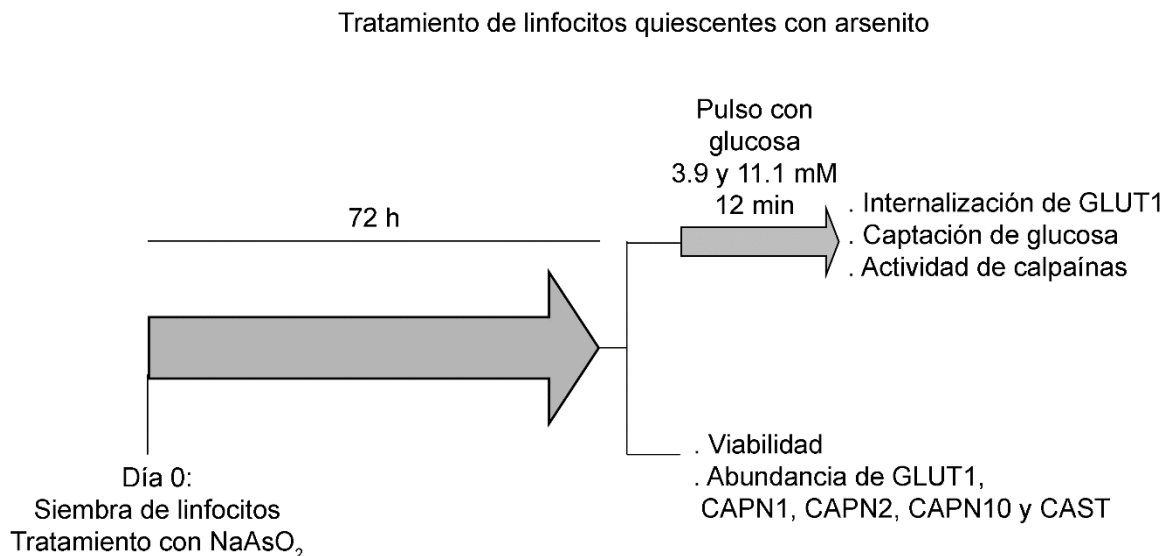 Tratamiento de linfocitos quiescentes con arsenito
Pulso con
glucosa
3.9 y 11.1 mM
12 min
72 h
. Internalización de GLUT1
. Captación de glucosa
. Actividad de calpaínas
Día 0:
Siembra de linfocitos
Tratamiento con NaAsO₂
. Viabilidad
. Abundancia de GLUT1,
CAPN1, CAPN2, CAPN10 y CAST